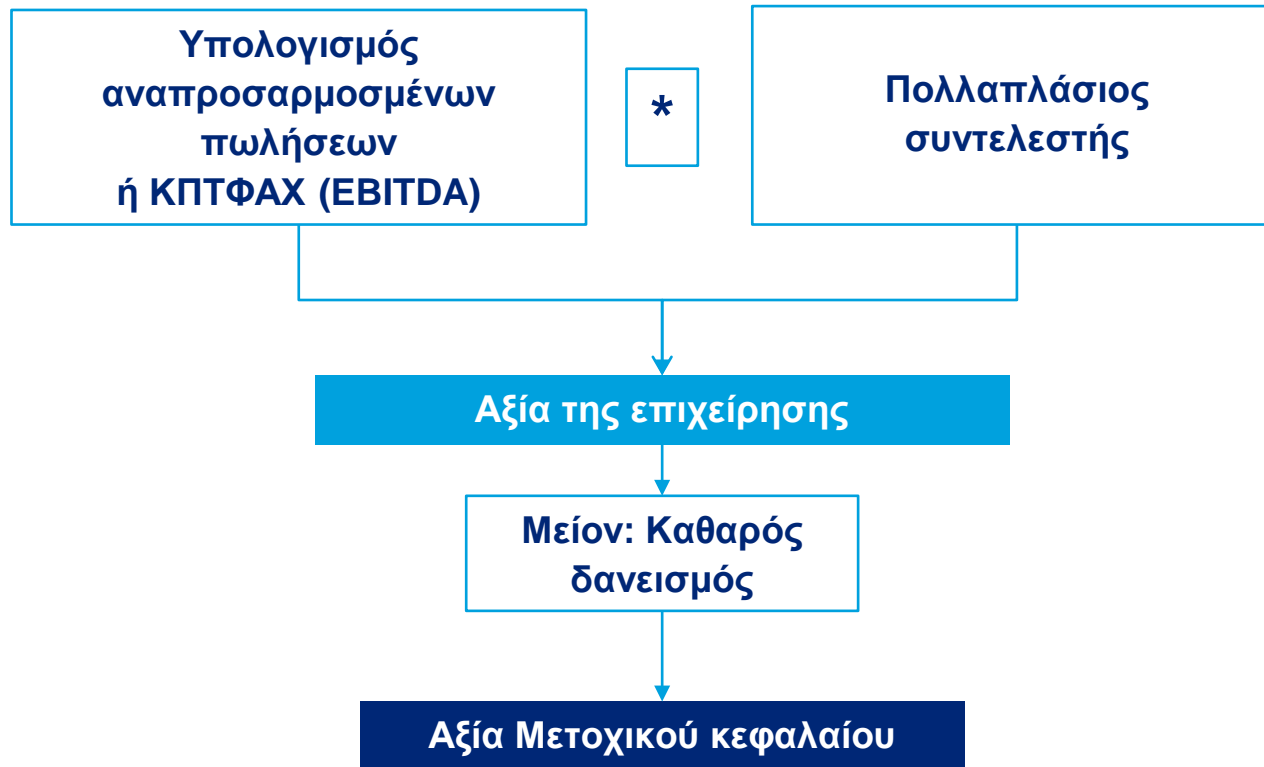 Υπολογισμός
αναπροσαρμοσμένων
πωλήσεων
ή ΚΠΤΦΑΧ (EBITDA)
*
Πολλαπλάσιος
συντελεστής
Αξία της επιχείρησης
Μείον: Καθαρός
δανεισμός
Αξία Μετοχικού κεφαλαίου